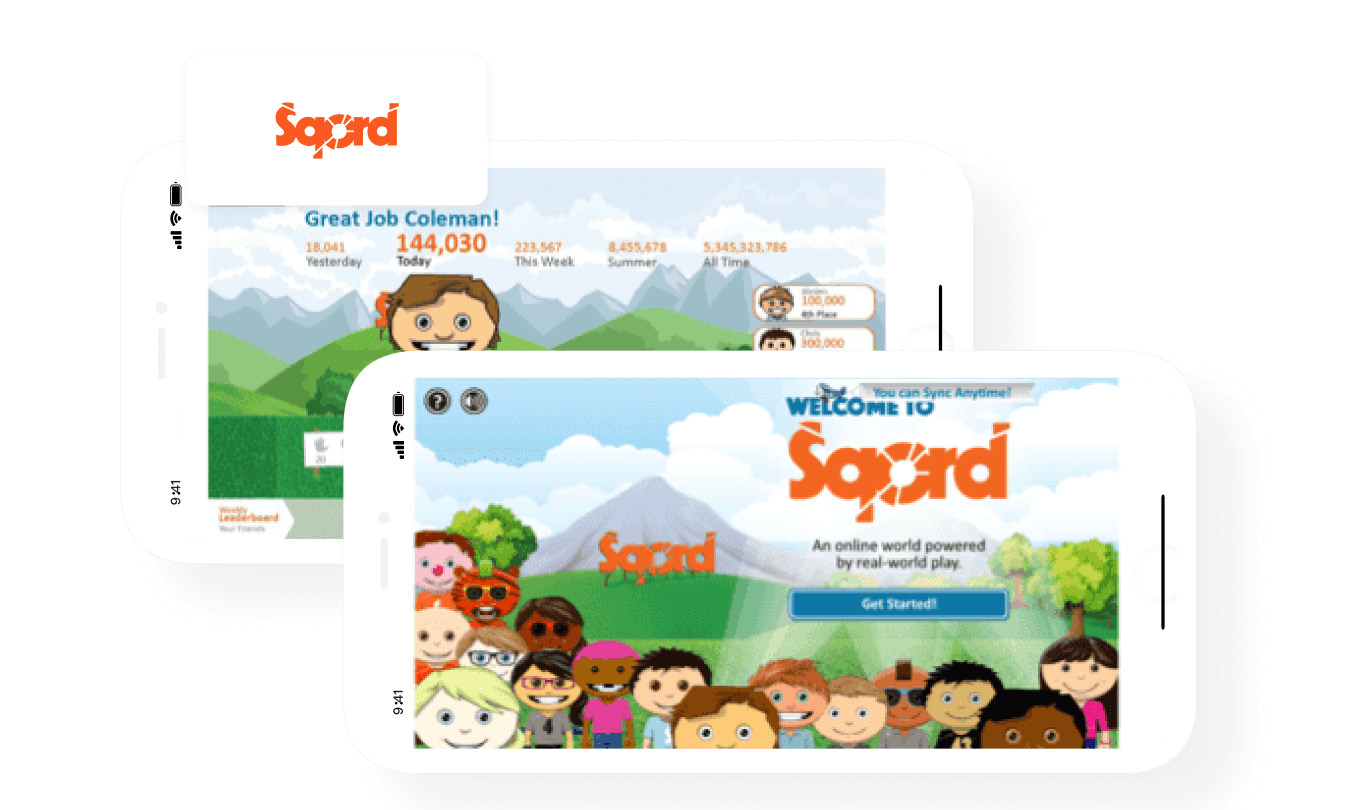 Sqord
9:41
Great Job Coleman!
18,041 144,030 223,567 8,455,678 5,345,323,786
Yesterday Today This Week Summer All Time
100,000
4th Place
Chris
300,000
20
Weekly
Leaderboard
Your Friends
9:41
?
You can Sync Anytime!
WELCOME TO
Sqord
Sqord
An online world powered
by real-world play.
Get Started!
4